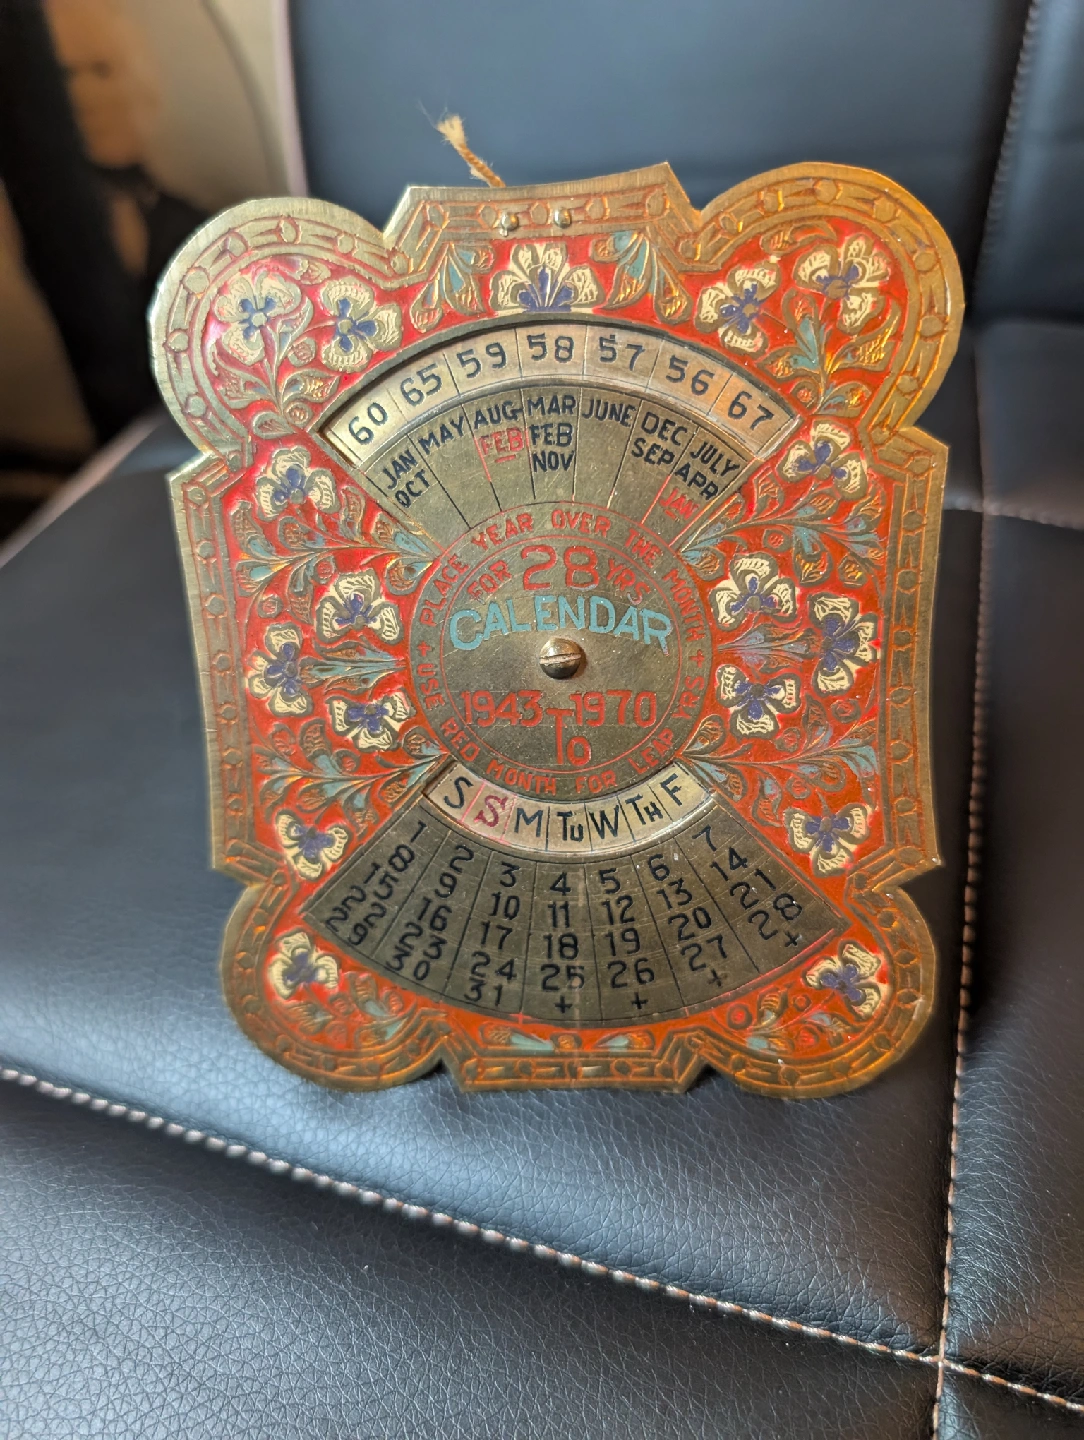 60 65 59 58 57 56 67
JAN MAY AUG MAR JUNE DEC JULY
OCT FEB FEB SEP APR
NOV JAN
PLACE YEAR OVER THE MONTH + USE RED MONTH FOR LEAP YRS +
FOR 28 YRS
CALENDAR
1943 To 1970
S S M Tu W TH F
1 2 3 4 5 6 7
8 9 10 11 12 13 14
15 16 17 18 19 20 21
22 23 24 25 26 27 28
29 30 31 + + + +